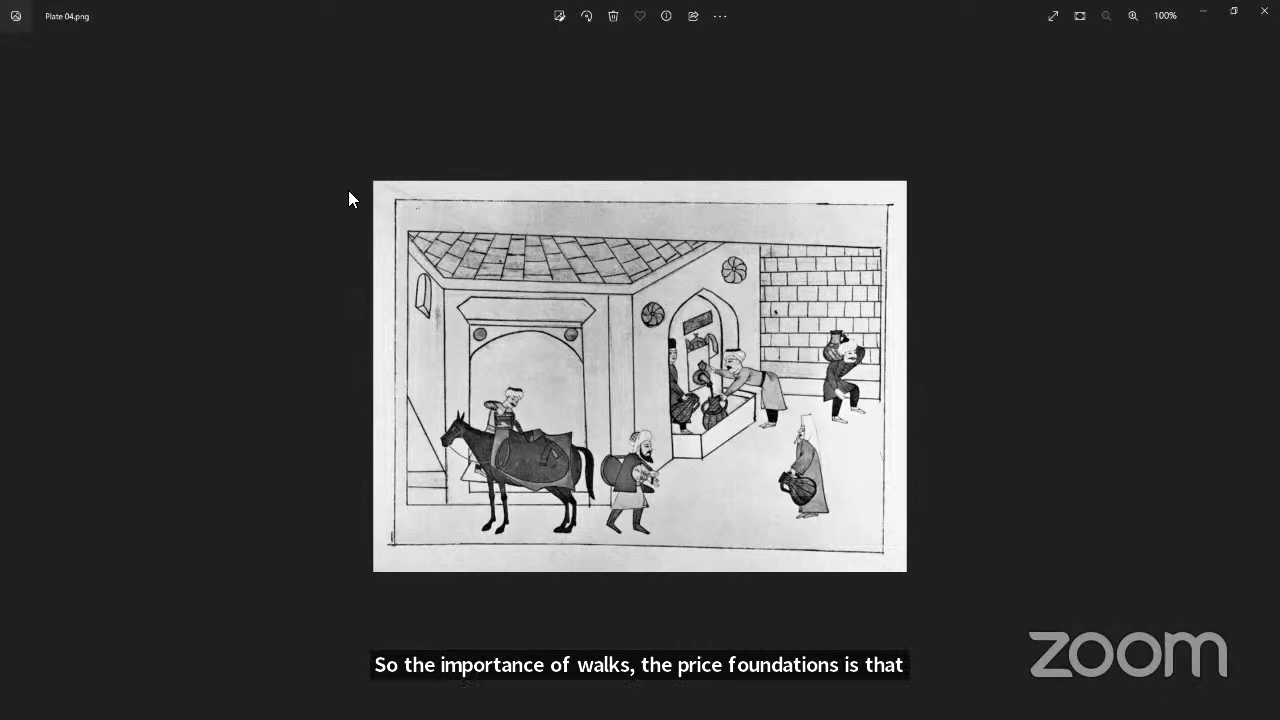 Plate 04.png
100%
So the importance of walks, the price foundations is that
zoom